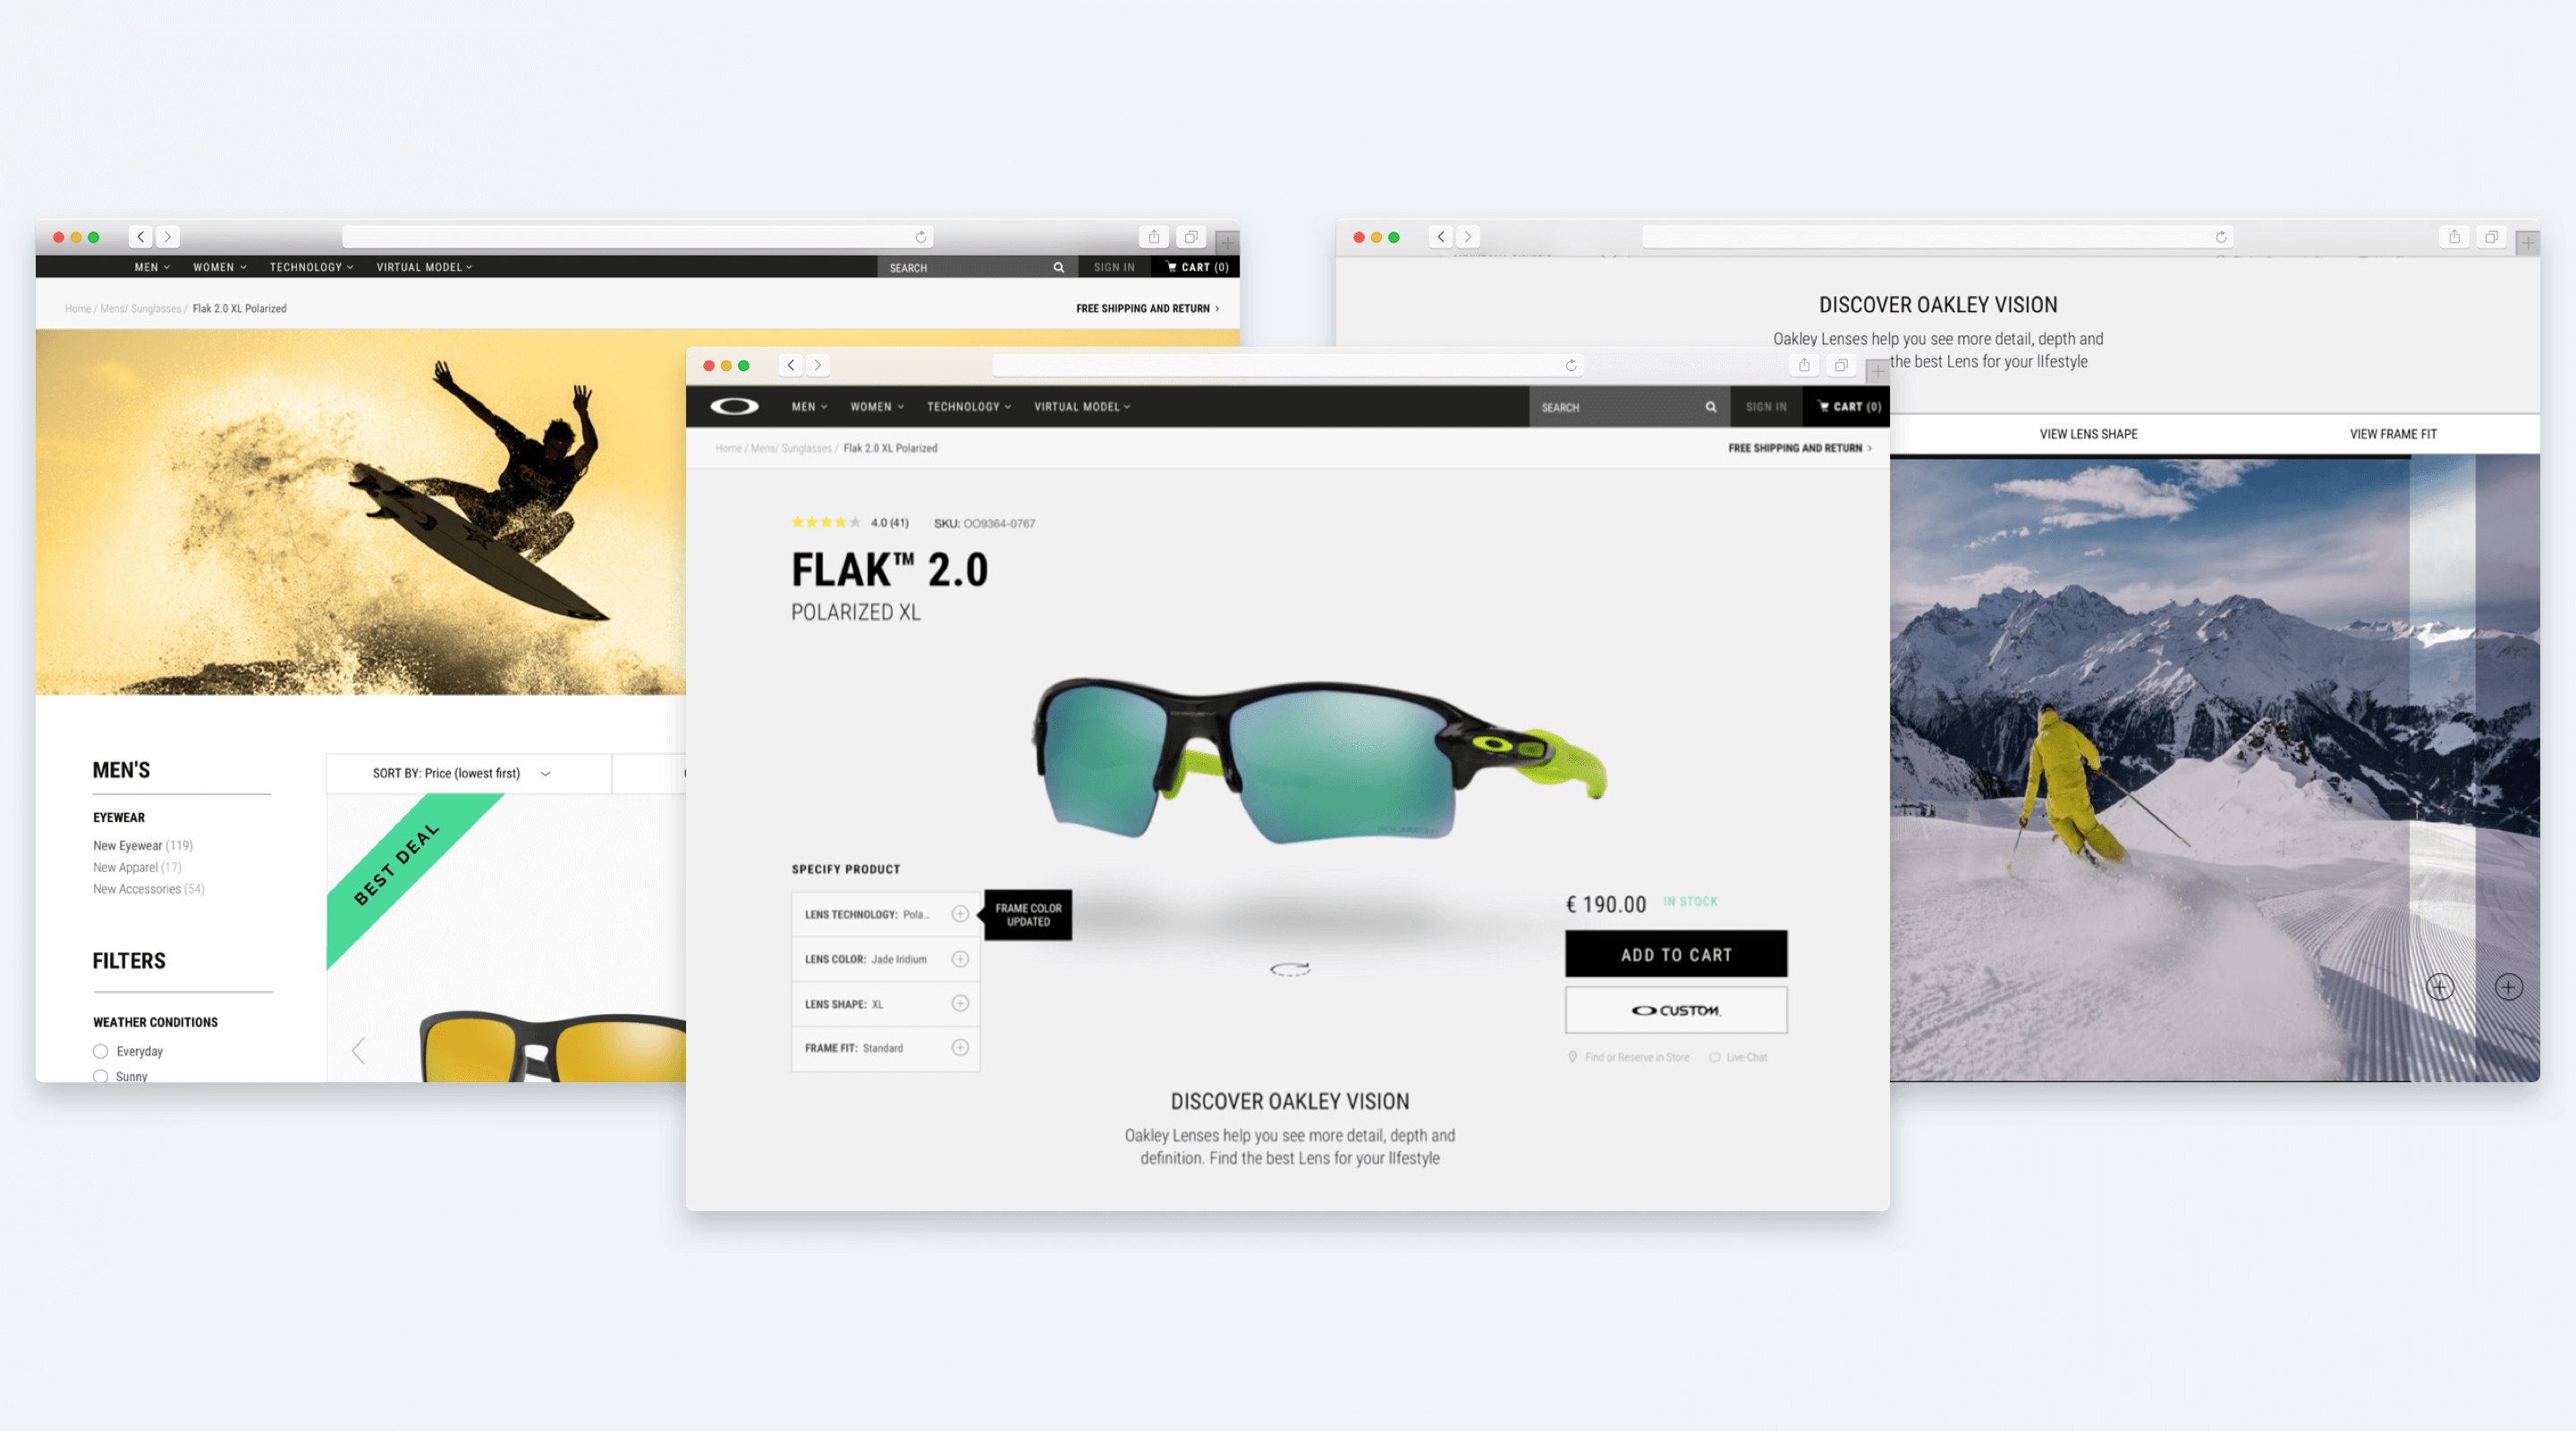 MEN WOMEN TECHNOLOGY VIRTUAL MODEL SEARCH SIGN IN CART (0)
Home / Mens/ Sunglasses / Flak 2.0 XL Polarized FREE SHIPPING AND RETURN
MEN'S
EYEWEAR
New Eyewear (119)
New Apparel (17)
New Accessories (54)
FILTERS
WEATHER CONDITIONS
Everyday
Sunny
SORT BY: Price (lowest first)
BEST DEAL
MEN WOMEN TECHNOLOGY VIRTUAL MODEL SEARCH SIGN IN CART (0)
Home / Mens/ Sunglasses / Flak 2.0 XL Polarized FREE SHIPPING AND RETURN
4.0 (41) SKU: OO9364-0767
FLAK™ 2.0
POLARIZED XL
SPECIFY PRODUCT
LENS TECHNOLOGY: Pola...
FRAME COLOR
UPDATED
LENS COLOR: Jade Iridium
LENS SHAPE: XL
FRAME FIT: Standard
€ 190.00 IN STOCK
ADD TO CART
CUSTOM
Find or Reserve in Store Live-Chat
DISCOVER OAKLEY VISION
Oakley Lenses help you see more detail, depth and
definition. Find the best Lens for your lIfestyle
DISCOVER OAKLEY VISION
Oakley Lenses help you see more detail, depth and
the best Lens for your lIfestyle
VIEW LENS SHAPE VIEW FRAME FIT